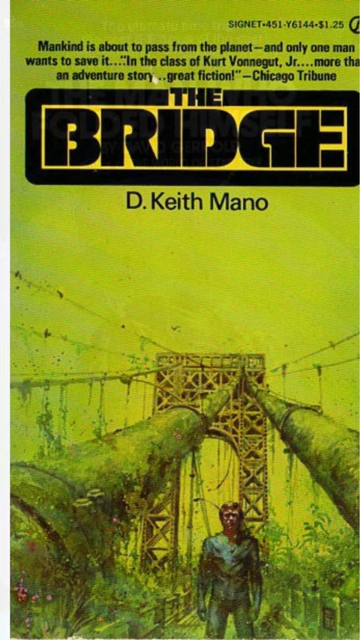 SIGNET•451-Y6144•$1.25
Mankind is about to pass from the planet—and only one man
wants to save it..."In the class of Kurt Vonnegut, Jr....more tha
an adventure story...great fiction!"—Chicago Tribune
THE
BRIDGE
D. Keith Mano